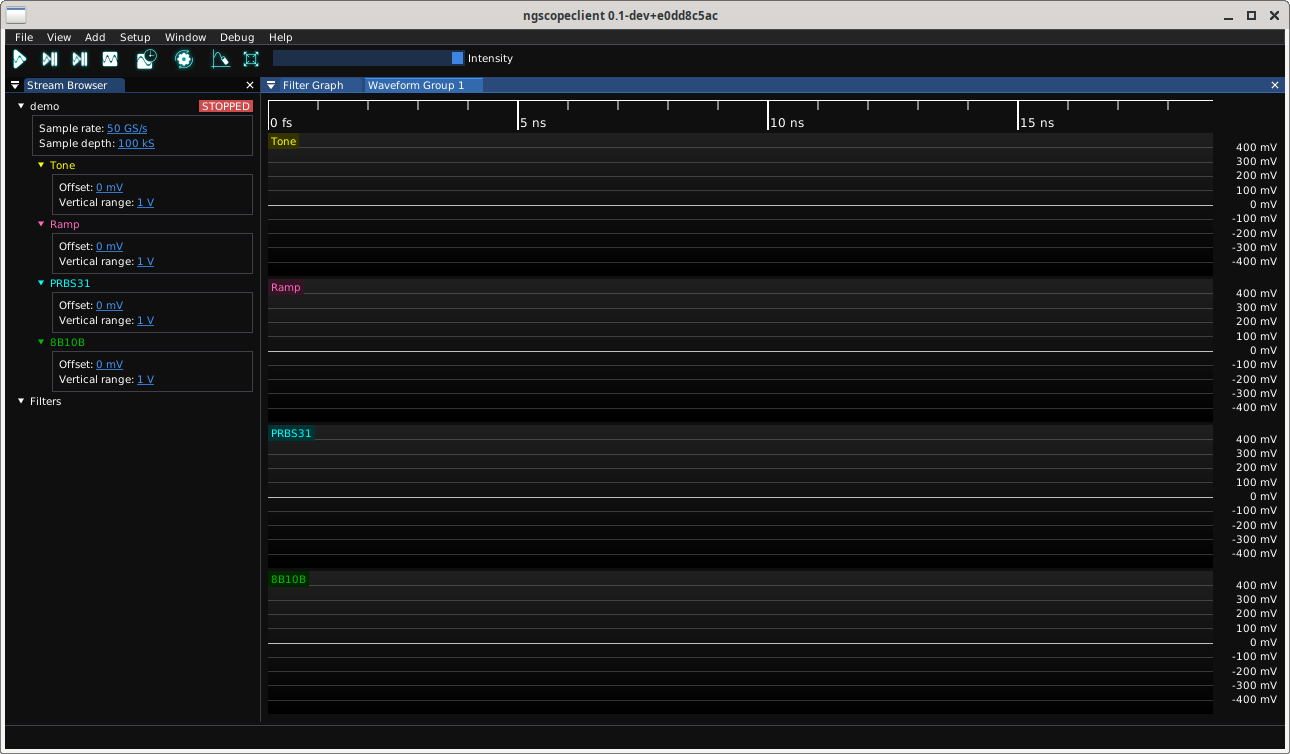 ngscopeclient 0.1-dev+e0dd8c5ac
File View Add Setup Window Debug Help
Intensity
Stream Browser
Filter Graph Waveform Group 1
demo STOPPED
Sample rate: 50 GS/s
Sample depth: 100 kS
Tone
Offset: 0 mV
Vertical range: 1 V
Ramp
Offset: 0 mV
Vertical range: 1 V
PRBS31
Offset: 0 mV
Vertical range: 1 V
8B10B
Offset: 0 mV
Vertical range: 1 V
Filters
0 fs 5 ns 10 ns 15 ns
Tone
400 mV
300 mV
200 mV
100 mV
0 mV
-100 mV
-200 mV
-300 mV
-400 mV
Ramp
400 mV
300 mV
200 mV
100 mV
0 mV
-100 mV
-200 mV
-300 mV
-400 mV
PRBS31
400 mV
300 mV
200 mV
100 mV
0 mV
-100 mV
-200 mV
-300 mV
-400 mV
8B10B
400 mV
300 mV
200 mV
100 mV
0 mV
-100 mV
-200 mV
-300 mV
-400 mV